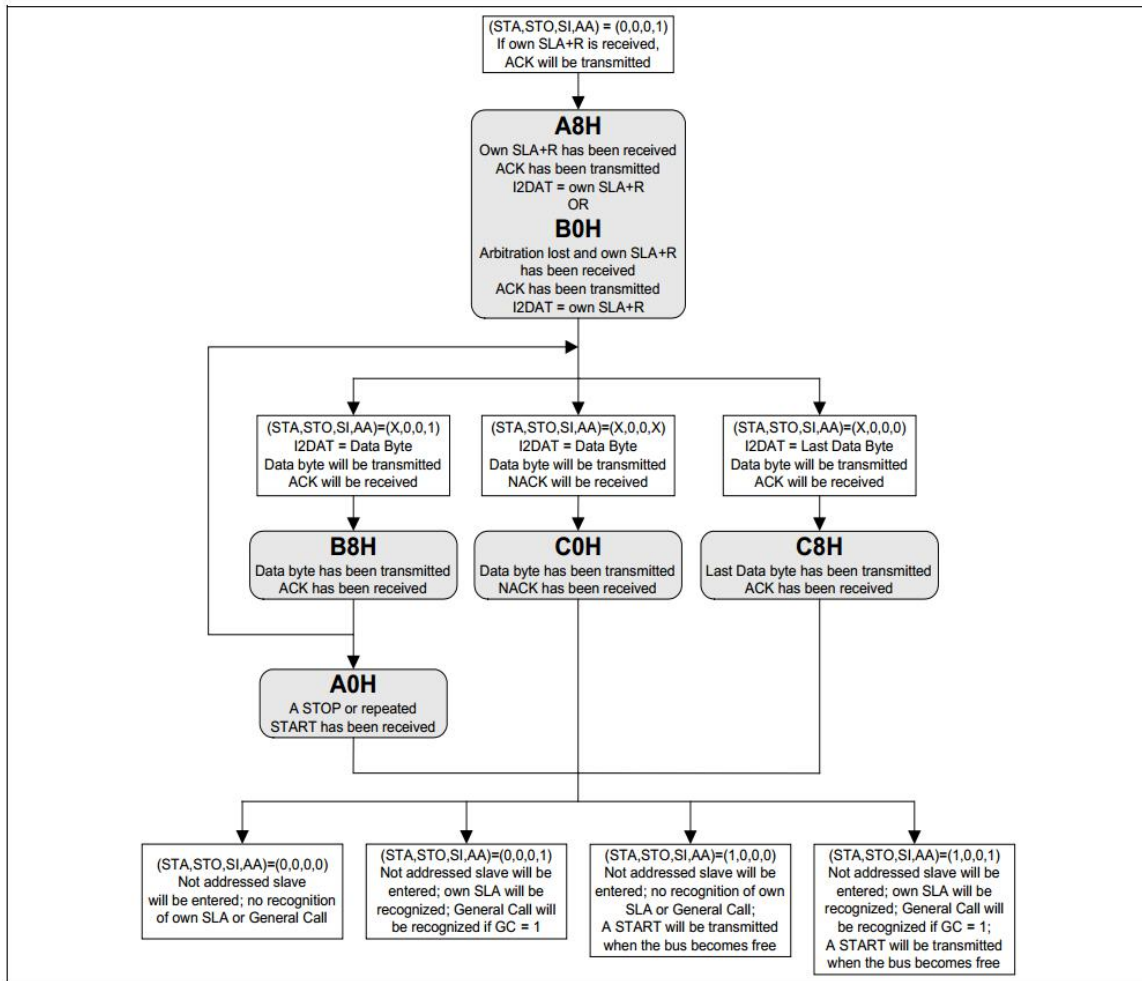 (STA,STO,SI,AA) = (0,0,0,1)
If own SLA+R is received,
ACK will be transmitted
A8H
Own SLA+R has been received
ACK has been transmitted
I2DAT = own SLA+R
OR
B0H
Arbitration lost and own SLA+R
has been received
ACK has been transmitted
I2DAT = own SLA+R
(STA,STO,SI,AA)=(X,0,0,1)
I2DAT = Data Byte
Data byte will be transmitted
ACK will be received
(STA,STO,SI,AA)=(X,0,0,X)
I2DAT = Data Byte
Data byte will be transmitted
NACK will be received
(STA,STO,SI,AA)=(X,0,0,0)
I2DAT = Last Data Byte
Data byte will be transmitted
ACK will be received
B8H
Data byte has been transmitted
ACK has been received
C0H
Data byte has been transmitted
NACK has been received
C8H
Last Data byte has been transmitted
ACK has been received
A0H
A STOP or repeated
START has been received
(STA,STO,SI,AA)=(0,0,0,0)
Not addressed slave
will be entered; no recognition
of own SLA or General Call
(STA,STO,SI,AA)=(0,0,0,1)
Not addressed slave will be
entered; own SLA will be
recognized; General Call will
be recognized if GC = 1
(STA,STO,SI,AA)=(1,0,0,0)
Not addressed slave will be
entered; no recognition of own
SLA or General Call;
A START will be transmitted
when the bus becomes free
(STA,STO,SI,AA)=(1,0,0,1)
Not addressed slave will be
entered; own SLA will be
recognized; General Call will
be recognized if GC = 1;
A START will be transmitted
when the bus becomes free